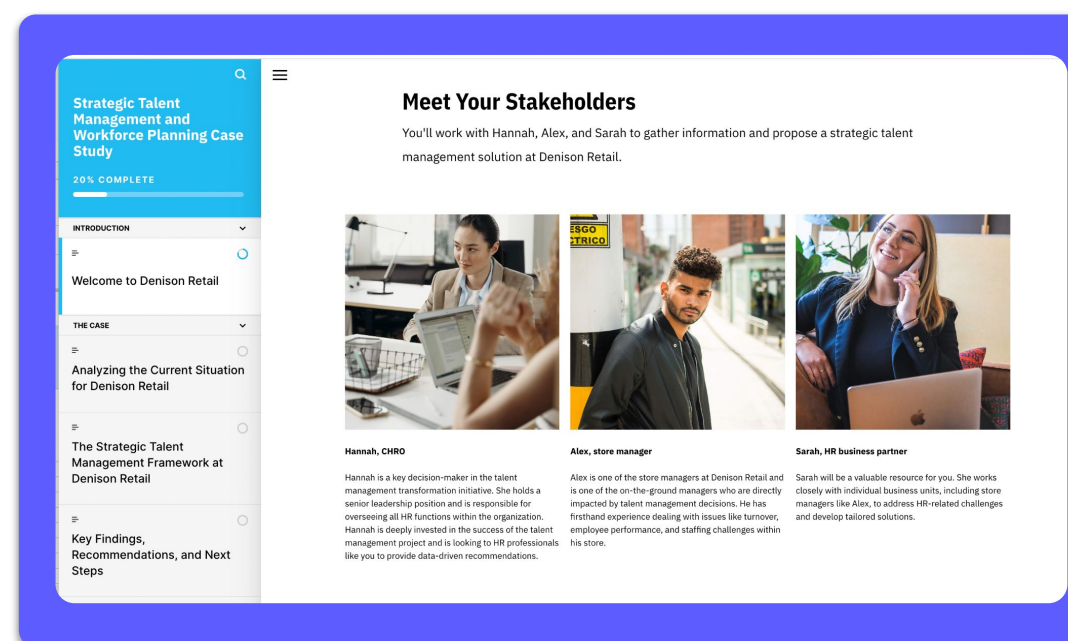 Strategic Talent
Management and
Workforce Planning Case
Study
20% COMPLETE
INTRODUCTION
Welcome to Denison Retail
THE CASE
Analyzing the Current Situation
for Denison Retail
The Strategic Talent
Management Framework at
Denison Retail
Key Findings,
Recommendations, and Next
Steps
Meet Your Stakeholders
You'll work with Hannah, Alex, and Sarah to gather information and propose a strategic talent
management solution at Denison Retail.
ESGO
CTRICO
Hannah, CHRO
Hannah is a key decision-maker in the talent
management transformation initiative. She holds a
senior leadership position and is responsible for
overseeing all HR functions within the organization.
Hannah is deeply invested in the success of the talent
management project and is looking to HR professionals
like you to provide data-driven recommendations.
Alex, store manager
Alex is one of the store managers at Denison Retail and
is one of the on-the-ground managers who are directly
impacted by talent management decisions. He has
firsthand experience dealing with issues like turnover,
employee performance, and staffing challenges within
his store.
Sarah, HR business partner
Sarah will be a valuable resource for you. She works
closely with individual business units, including store
managers like Alex, to address HR-related challenges
and develop tailored solutions.